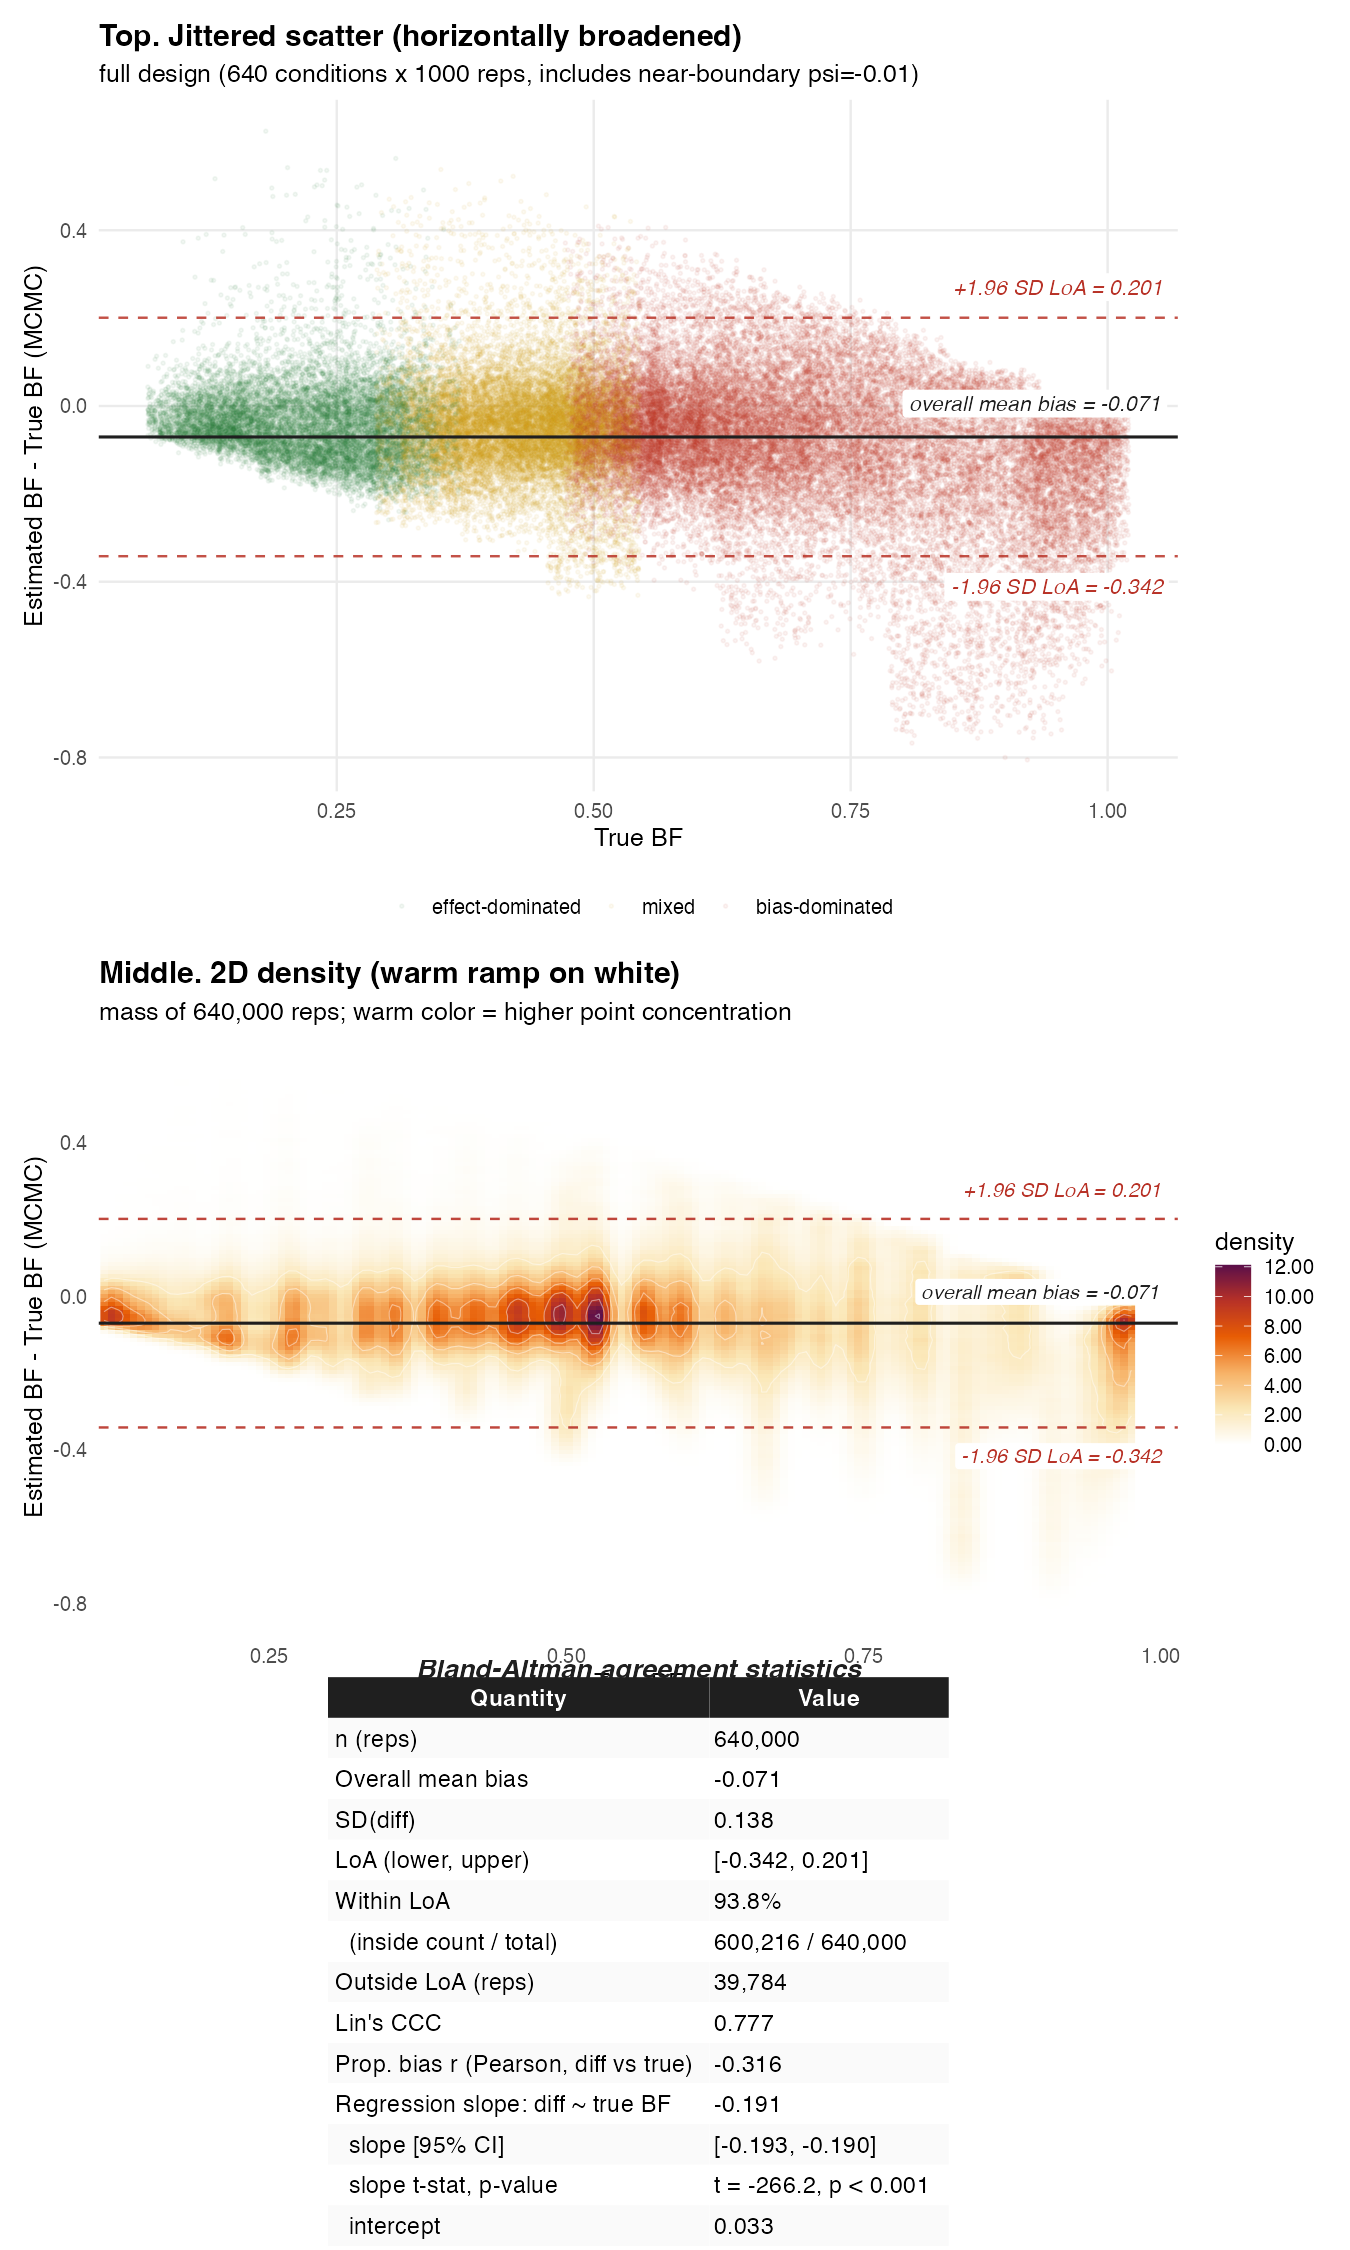 Top. Jittered scatter (horizontally broadened)
full design (640 conditions x 1000 reps, includes near-boundary psi=-0.01)
Estimated BF - True BF (MCMC)
0.4
0.0
-0.4
-0.8
+1.96 SD LoA = 0.201
overall mean bias = -0.071
-1.96 SD LoA = -0.342
0.25 0.50 0.75 1.00
True BF
effect-dominated mixed bias-dominated
Middle. 2D density (warm ramp on white)
mass of 640,000 reps; warm color = higher point concentration
Estimated BF - True BF (MCMC)
0.4
0.0
-0.4
-0.8
+1.96 SD LoA = 0.201
overall mean bias = -0.071
-1.96 SD LoA = -0.342
density
12.00
10.00
8.00
6.00
4.00
2.00
0.00
0.25 0.50 0.75 1.00
Bland-Altman agreement statistics
Quantity Value
n (reps) 640,000
Overall mean bias -0.071
SD(diff) 0.138
LoA (lower, upper) [-0.342, 0.201]
Within LoA 93.8%
(inside count / total) 600,216 / 640,000
Outside LoA (reps) 39,784
Lin's CCC 0.777
Prop. bias r (Pearson, diff vs true) -0.316
Regression slope: diff ~ true BF -0.191
slope [95% CI] [-0.193, -0.190]
slope t-stat, p-value t = -266.2, p < 0.001
intercept 0.033